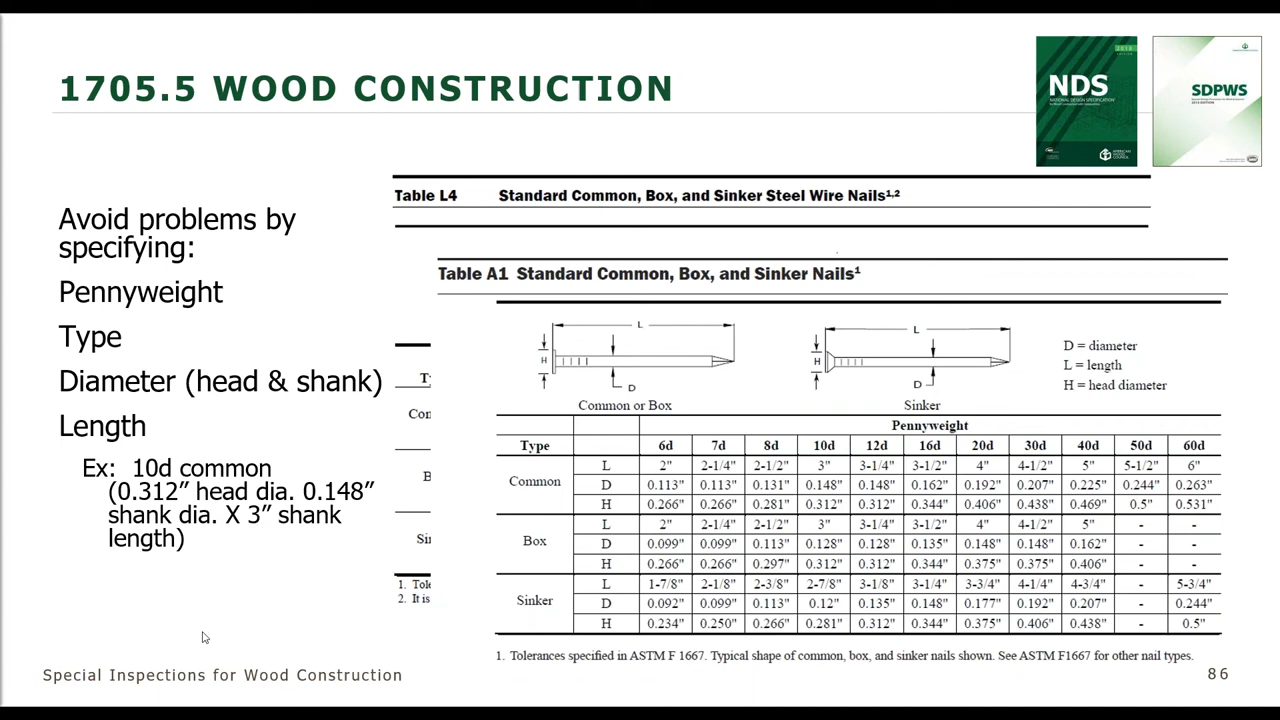 1705.5 WOOD CONSTRUCTION
2018
NDS
NATIONAL DESIGN SPECIFICATION
AMERICAN WOOD COUNCIL
SDPWS
Avoid problems by
specifying:
Pennyweight
Type
Diameter (head & shank)
Length
Ex: 10d common
(0.312” head dia. 0.148”
shank dia. X 3” shank
length)
Table L4 Standard Common, Box, and Sinker Steel Wire Nails1,2
Table A1 Standard Common, Box, and Sinker Nails1
L
H
D
Common or Box
L
H
D
Sinker
D = diameter
L = length
H = head diameter
Pennyweight
Type 6d 7d 8d 10d 12d 16d 20d 30d 40d 50d 60d
Common
L 2" 2-1/4" 2-1/2" 3" 3-1/4" 3-1/2" 4" 4-1/2" 5" 5-1/2" 6"
D 0.113" 0.113" 0.131" 0.148" 0.148" 0.162" 0.192" 0.207" 0.225" 0.244" 0.263"
H 0.266" 0.266" 0.281" 0.312" 0.312" 0.344" 0.406" 0.438" 0.469" 0.5" 0.531"
Box
L 2" 2-1/4" 2-1/2" 3" 3-1/4" 3-1/2" 4" 4-1/2" 5" - -
D 0.099" 0.099" 0.113" 0.128" 0.128" 0.135" 0.148" 0.148" 0.162" - -
H 0.266" 0.266" 0.297" 0.312" 0.312" 0.344" 0.375" 0.375" 0.406" - -
Sinker
L 1-7/8" 2-1/8" 2-3/8" 2-7/8" 3-1/8" 3-1/4" 3-3/4" 4-1/4" 4-3/4" - 5-3/4"
D 0.092" 0.099" 0.113" 0.12" 0.135" 0.148" 0.177" 0.192" 0.207" - 0.244"
H 0.234" 0.250" 0.266" 0.281" 0.312" 0.344" 0.375" 0.406" 0.438" - 0.5"
1. Tolerances specified in ASTM F 1667. Typical shape of common, box, and sinker nails shown. See ASTM F1667 for other nail types.
1. Tole
2. It is
Special Inspections for Wood Construction
86